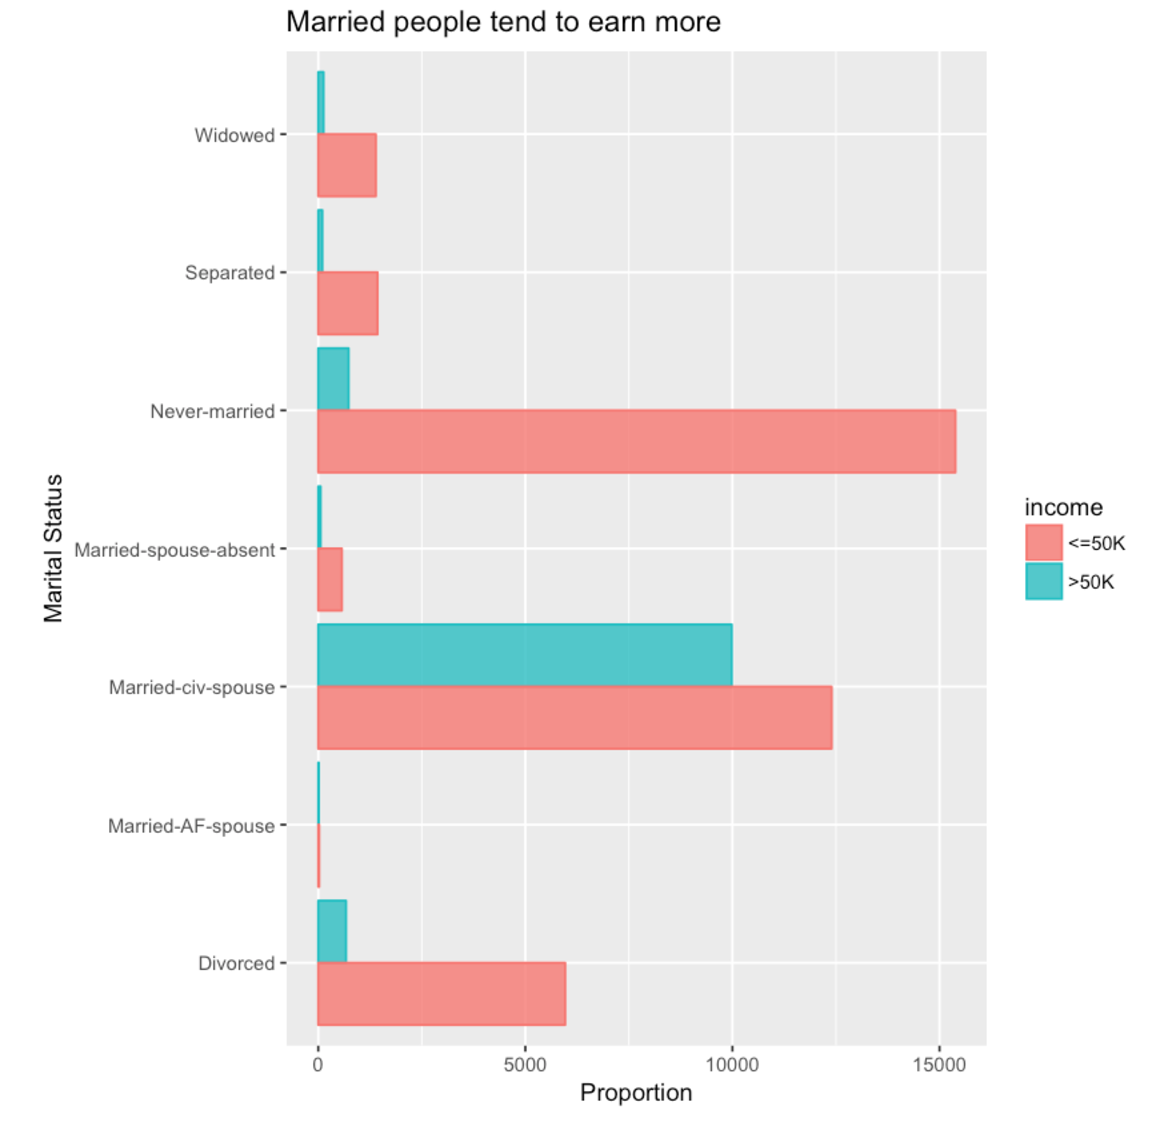 Married people tend to earn more
Widowed
Separated
Never-married
Married-spouse-absent
Married-civ-spouse
Married-AF-spouse
Divorced
Marital Status
0 5000 10000 15000
Proportion
income
<=50K
>50K